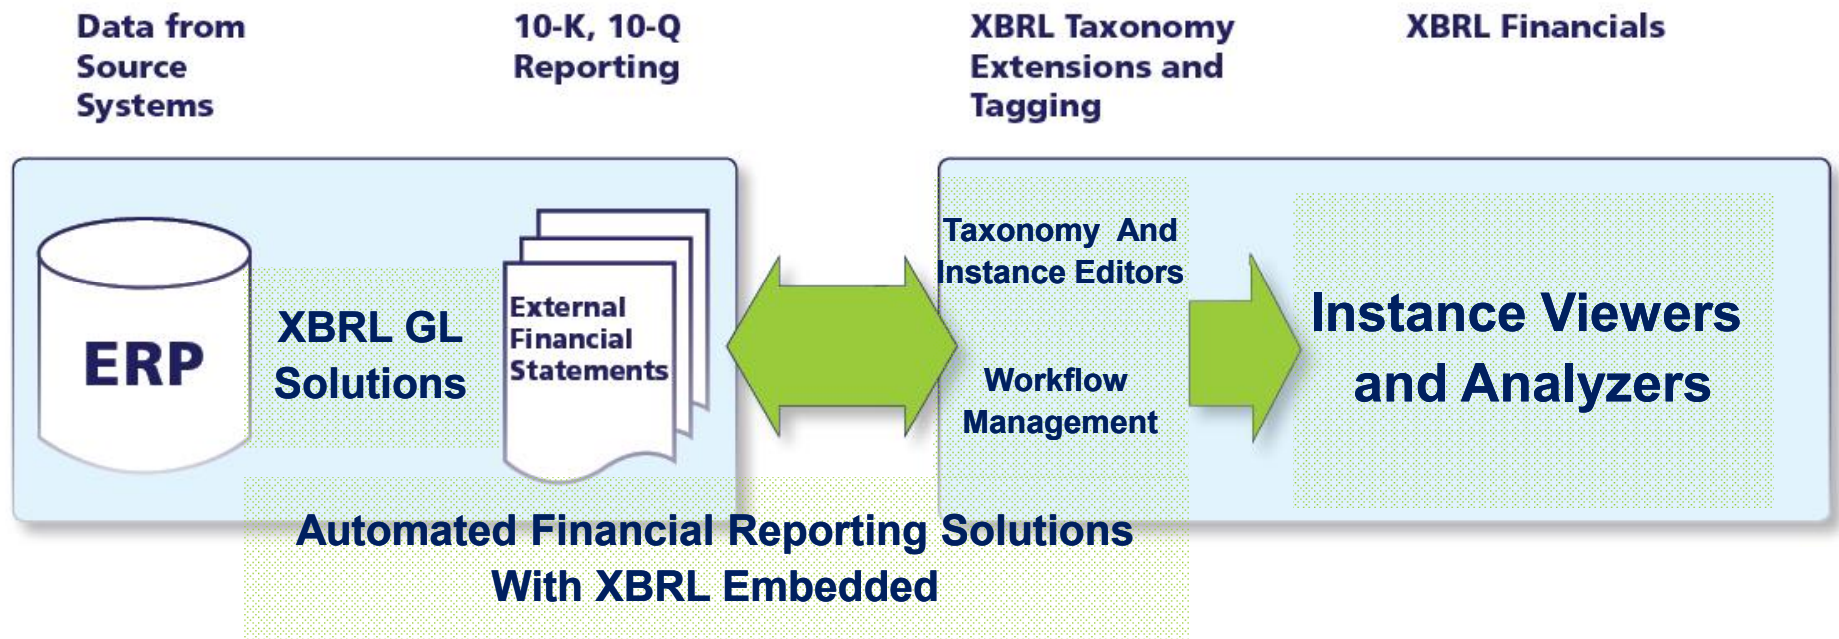 Data from
Source
Systems
10-K, 10-Q
Reporting
XBRL Taxonomy
Extensions and
Tagging
XBRL Financials
ERP
XBRL GL
Solutions
External
Financial
Statements
Taxonomy And
Instance Editors
Workflow
Management
Instance Viewers
and Analyzers
Automated Financial Reporting Solutions
With XBRL Embedded